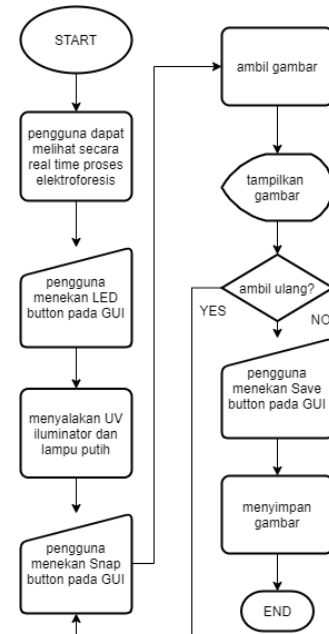 START
pengguna dapat
melihat secara
real time proses
elektroforesis
pengguna
menekan LED
button pada GUI
menyalakan UV
iluminator dan
lampu putih
pengguna
menekan Snap
button pada GUI
ambil gambar
tampilkan
gambar
ambil ulang?
YES
NO
pengguna
menekan Save
button pada GUI
menyimpan
gambar
END